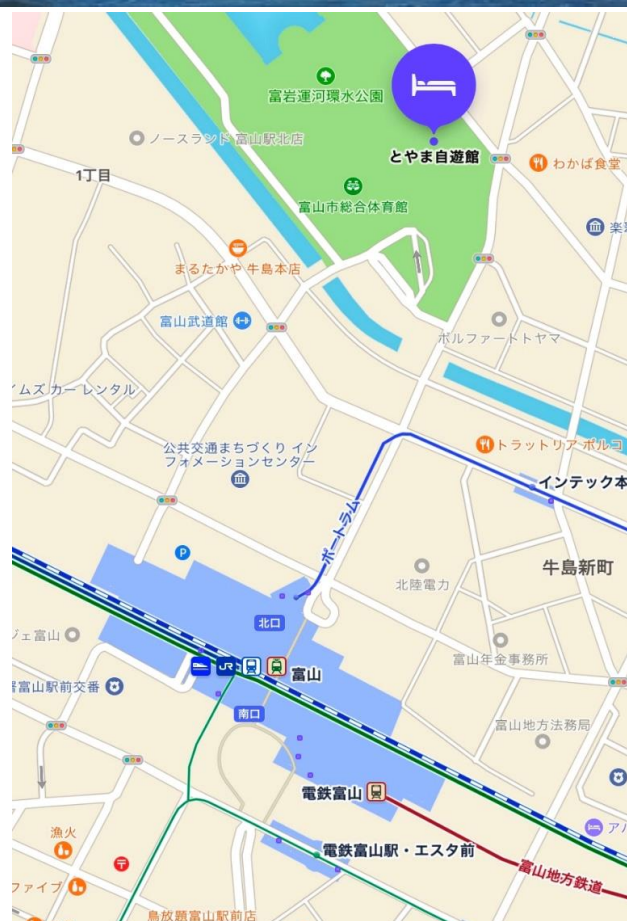 富岩運河環水公園
ノースランド 富山駅北店
とやま自遊館
わかば食堂
1丁目
富山市総合体育館
楽
まるたかや 牛島本店
富山武道館
ボルファートトヤマ
イムズ カー レンタル
公共交通まちづくり イン
フォメーションセンター
トラットリア ボルコ
インテック本
ポートラム
P
北陸電力
牛島新町
北口
ジェ富山
JR
富山
富山年金事務所
署富山駅前交番
南口
富山地方法務局
電鉄富山
漁火
電鉄富山駅・エスタ前
アパ
ファイブ
富山地方鉄道
鳥放題富山駅前店